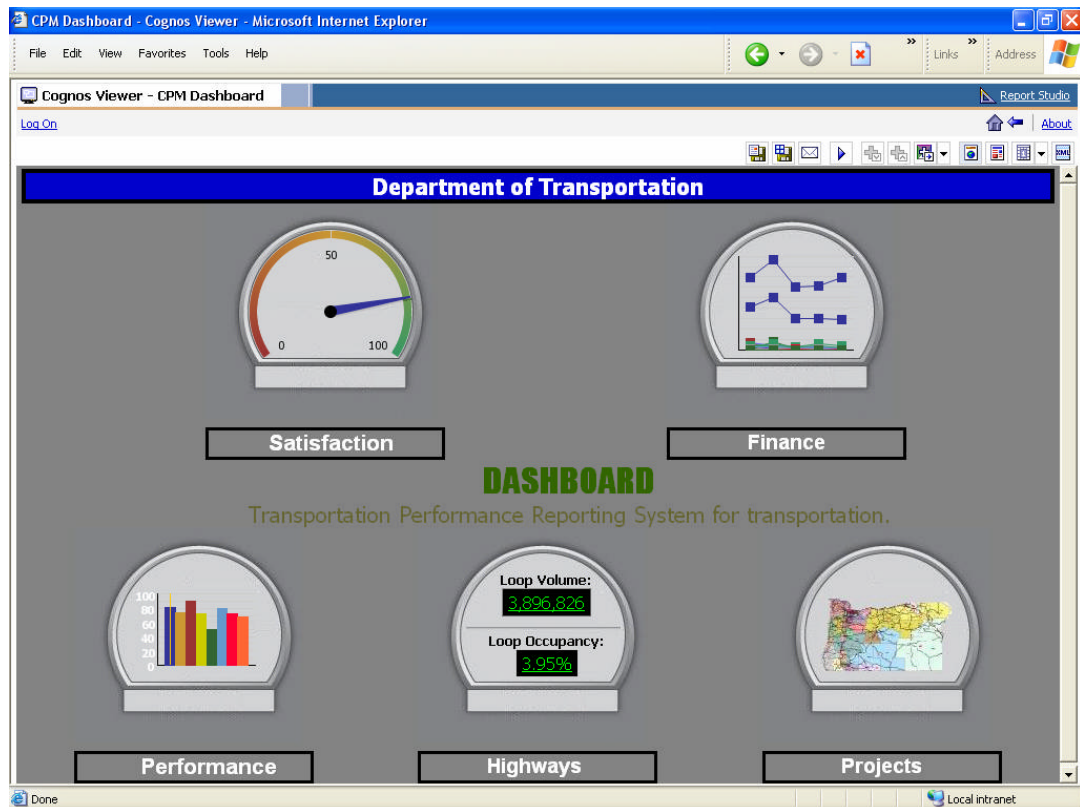 CPM Dashboard - Cognos Viewer - Microsoft Internet Explorer
File Edit View Favorites Tools Help
» Links » Address
Cognos Viewer - CPM Dashboard
Report Studio
Log On
About
XML
Department of Transportation
50
0
100
Satisfaction
Finance
DASHBOARD
Transportation Performance Reporting System for transportation.
100
80
60
40
20
0
Loop Volume:
3,896,826
Loop Occupancy:
3.95%
Performance
Highways
Projects
Done
Local intranet